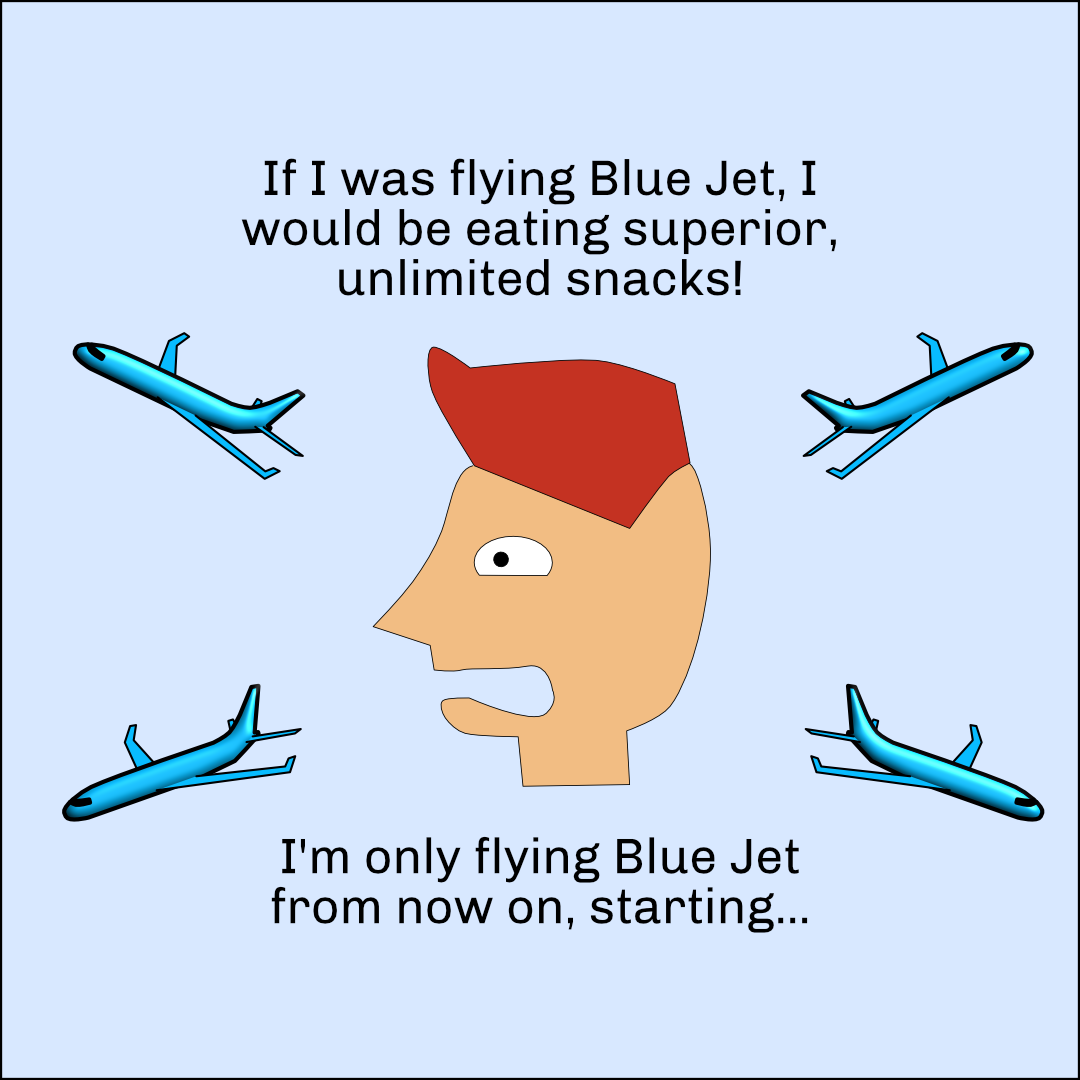 If I was flying Blue Jet, I
would be eating superior,
unlimited snacks!
I'm only flying Blue Jet
from now on, starting...